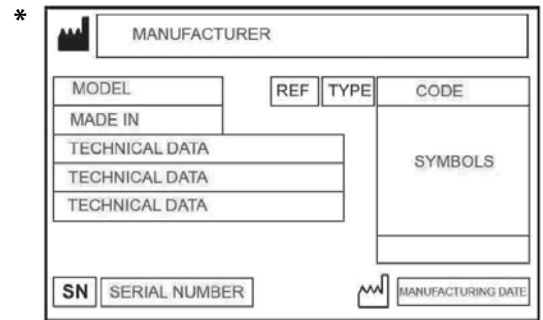 *
MANUFACTURER
MODEL REF TYPE CODE
MADE IN
TECHNICAL DATA
SYMBOLS
TECHNICAL DATA
TECHNICAL DATA
SN SERIAL NUMBER MANUFACTURING DATE